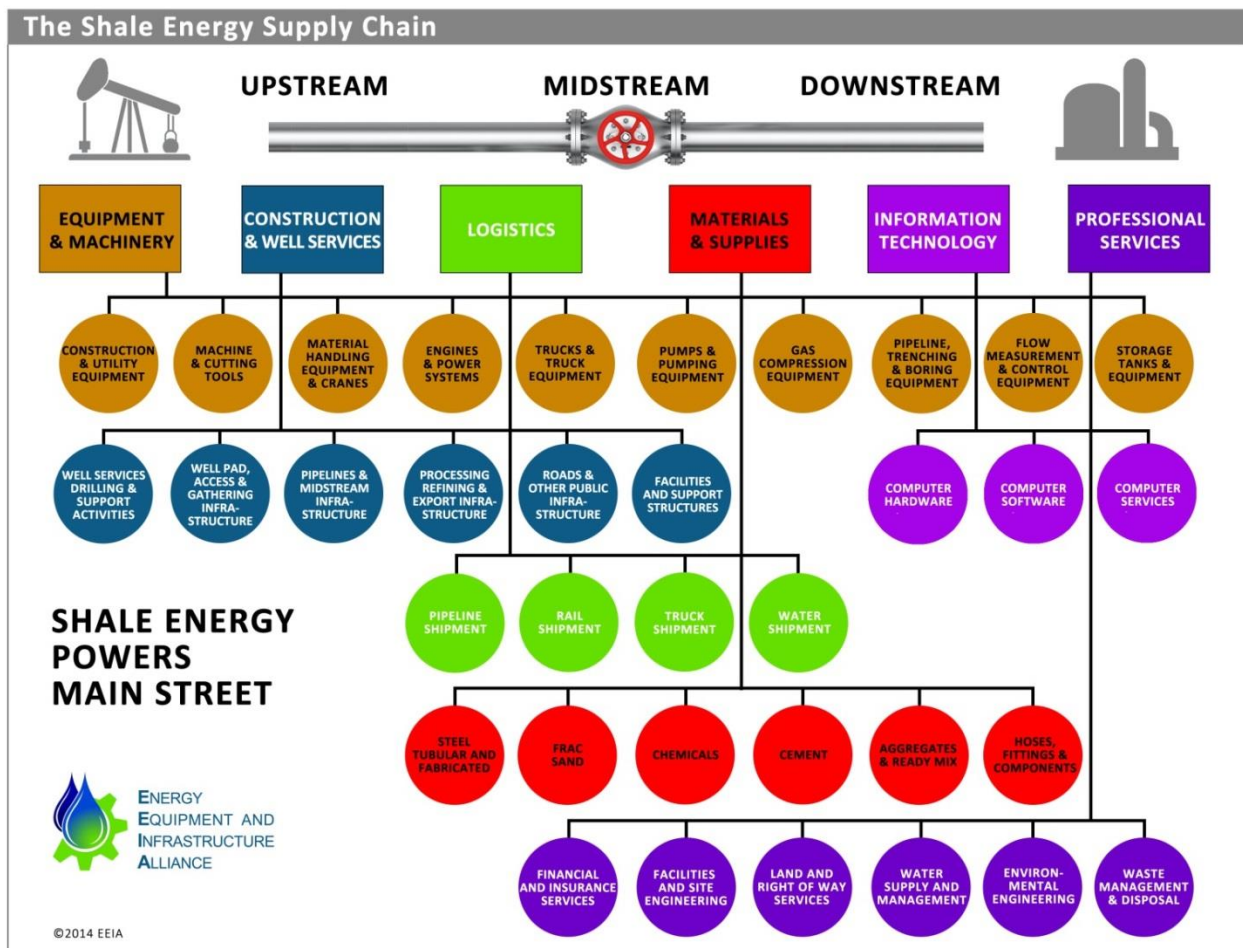 The Shale Energy Supply Chain
UPSTREAM
MIDSTREAM
DOWNSTREAM
EQUIPMENT
& MACHINERY
CONSTRUCTION
& WELL SERVICES
LOGISTICS
MATERIALS
& SUPPLIES
INFORMATION
TECHNOLOGY
PROFESSIONAL
SERVICES
CONSTRUCTION
& UTILITY
EQUIPMENT
MACHINE
& CUTTING
TOOLS
MATERIAL
HANDLING
EQUIPMENT
& CRANES
ENGINES
& POWER
SYSTEMS
TRUCKS &
TRUCK
EQUIPMENT
PUMPS &
PUMPING
EQUIPMENT
GAS
COMPRESSION
EQUIPMENT
PIPELINE,
TRENCHING
& BORING
EQUIPMENT
FLOW
MEASUREMENT
& CONTROL
EQUIPMENT
STORAGE
TANKS &
EQUIPMENT
WELL SERVICES
DRILLING &
SUPPORT
ACTIVITIES
WELL PAD,
ACCESS &
GATHERING
INFRA-
STRUCTURE
PIPELINES &
MIDSTREAM
INFRA-
STRUCTURE
PROCESSING
REFINING &
EXPORT INFRA-
STRUCTURE
ROADS &
OTHER PUBLIC
INFRA-
STRUCTURE
FACILITIES
AND SUPPORT
STRUCTURES
COMPUTER
HARDWARE
COMPUTER
SOFTWARE
COMPUTER
SERVICES
PIPELINE
SHIPMENT
RAIL
SHIPMENT
TRUCK
SHIPMENT
WATER
SHIPMENT
SHALE ENERGY
POWERS
MAIN STREET
STEEL
TUBULAR AND
FABRICATED
FRAC
SAND
CHEMICALS
CEMENT
AGGREGATES
& READY MIX
HOSES,
FITTINGS &
COMPONENTS
ENERGY
EQUIPMENT AND
INFRASTRUCTURE
ALLIANCE
FINANCIAL
AND INSURANCE
SERVICES
FACILITIES
AND SITE
ENGINEERING
LAND AND
RIGHT OF WAY
SERVICES
WATER
SUPPLY AND
MANAGEMENT
ENVIRON-
MENTAL
ENGINEERING
WASTE
MANAGEMENT
& DISPOSAL
©2014 EEIA